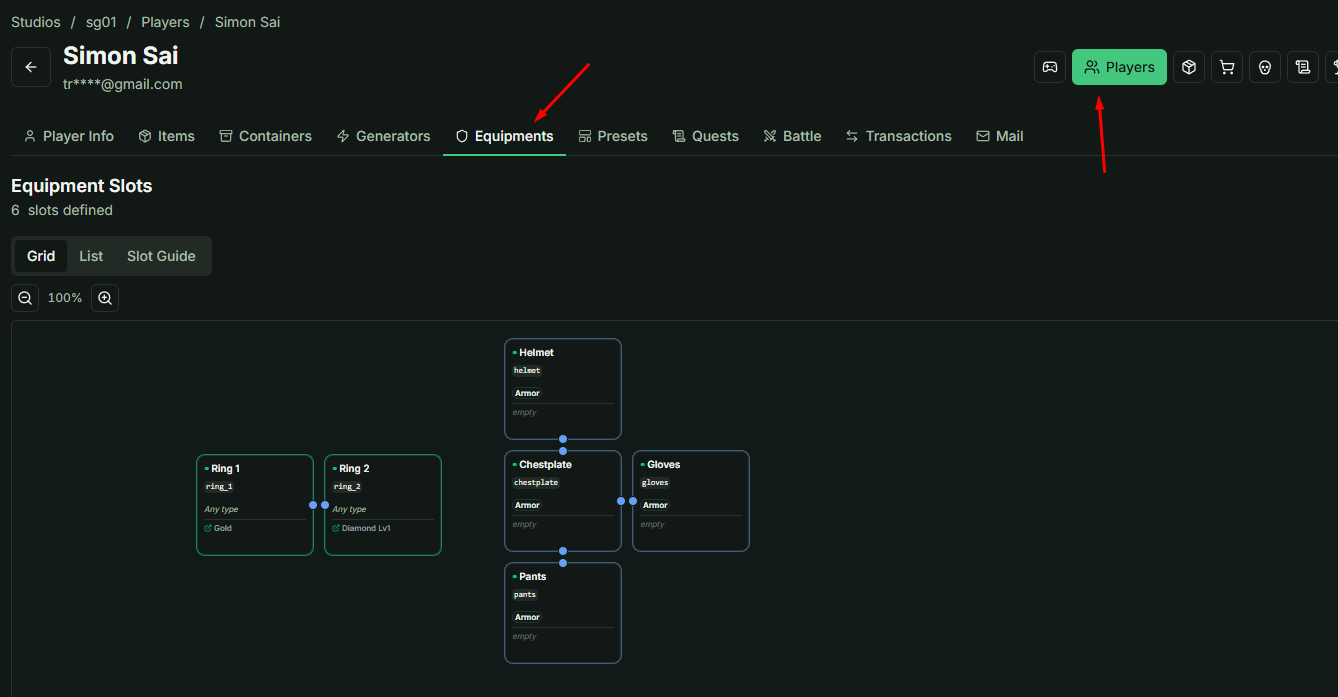 Studios / sg01 / Players / Simon Sai
Simon Sai
tr****@gmail.com
Players
Player Info Items Containers Generators Equipments Presets Quests Battle Transactions Mail
Equipment Slots
6 slots defined
Grid List Slot Guide
100%
Helmet
helmet
Armor
empty
Ring 1
ring_1
Any type
Gold
Ring 2
ring_2
Any type
Diamond Lv1
Chestplate
chestplate
Armor
empty
Gloves
gloves
Armor
empty
Pants
pants
Armor
empty